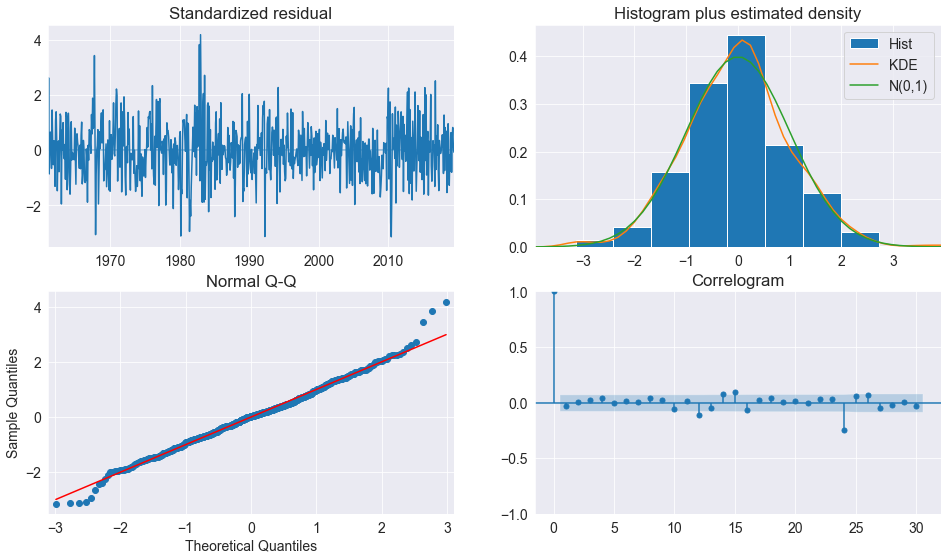 Standardized residual
4
2
0
−2
1970 1980 1990 2000 2010
Histogram plus estimated density
0.4
0.3
0.2
0.1
0.0
−3 −2 −1 0 1 2 3
Hist
KDE
N(0,1)
Normal Q-Q
Sample Quantiles
4
2
0
−2
−3 −2 −1 0 1 2 3
Theoretical Quantiles
Correlogram
1.0
0.5
0.0
−0.5
−1.0
0 5 10 15 20 25 30